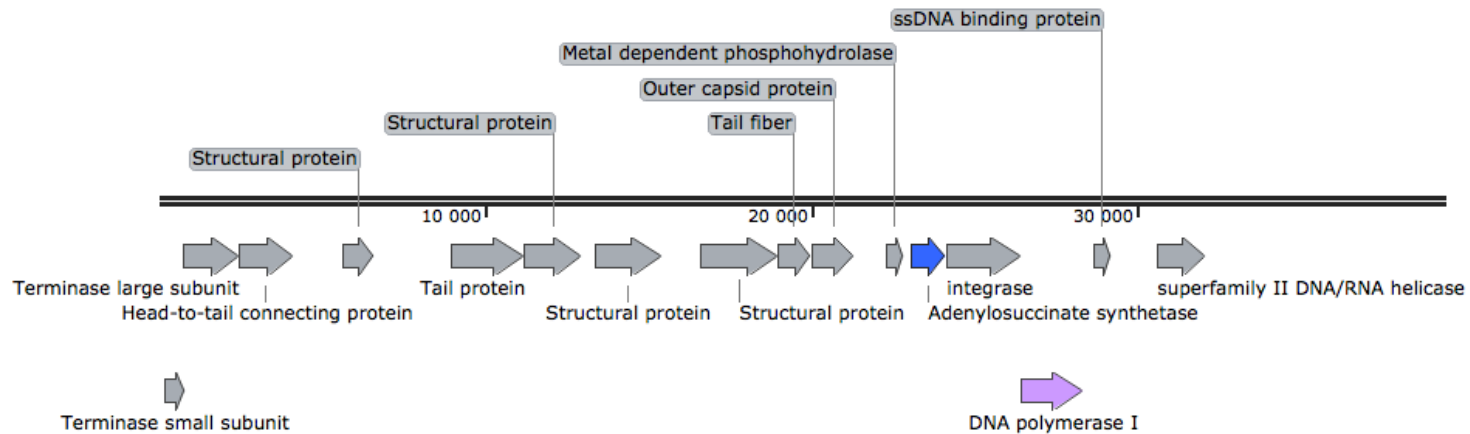 ssDNA binding protein
Metal dependent phosphohydrolase
Outer capsid protein
Structural protein
Tail fiber
Structural protein
10 000
20 000
30 000
Terminase large subunit
Tail protein
integrase
superfamily II DNA/RNA helicase
Head-to-tail connecting protein
Structural protein
Structural protein
Adenylosuccinate synthetase
Terminase small subunit
DNA polymerase I